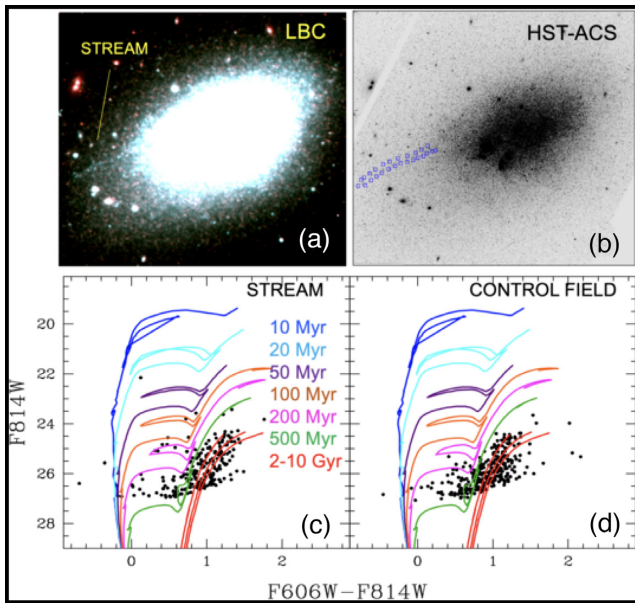 LBC
STREAM
(a)
HST-ACS
(b)
STREAM
CONTROL FIELD
10 Myr
20 Myr
50 Myr
100 Myr
200 Myr
500 Myr
2-10 Gyr
20
22
24
26
28
F814W
(c)
(d)
0
1
2
0
1
2
F606W-F814W